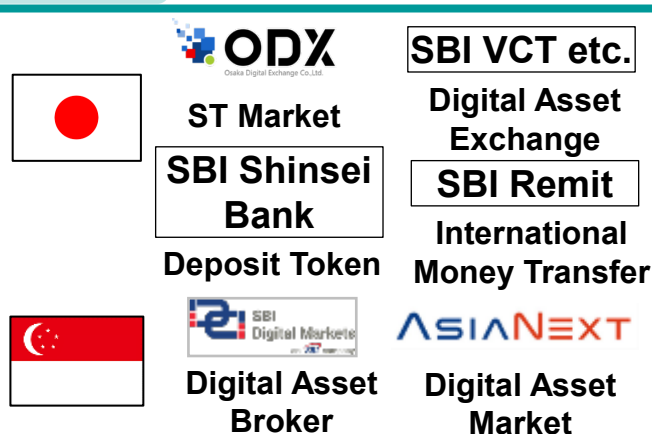 ODX
Osaka Digital Exchange Co.,Ltd.
SBI VCT etc.
ST Market
Digital Asset
Exchange
SBI Shinsei
Bank
SBI Remit
Deposit Token
International
Money Transfer
SBI
Digital Markets
ASIANEXT
Digital Asset
Broker
Digital Asset
Market